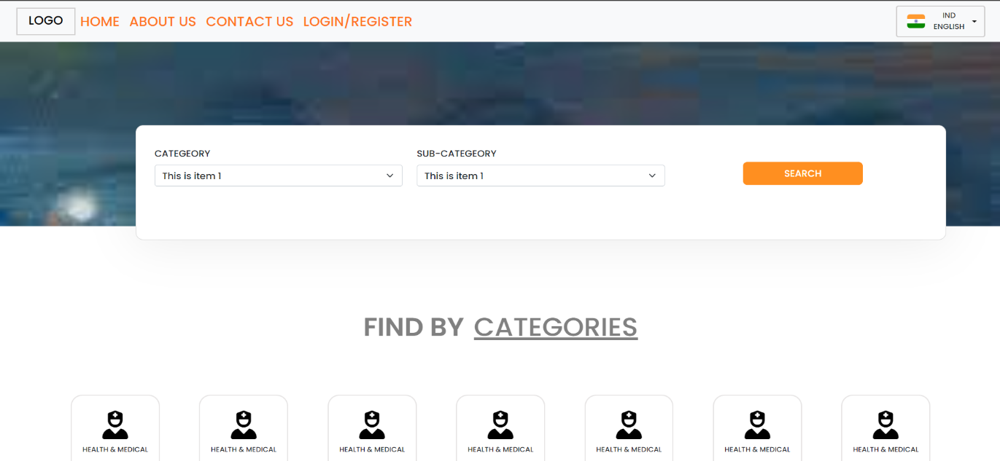 LOGO HOME ABOUT US CONTACT US LOGIN/REGISTER
IND
ENGLISH
CATEGEORY SUB-CATEGEORY
This is item 1 This is item 1
SEARCH
FIND BY CATEGORIES
HEALTH & MEDICAL HEALTH & MEDICAL HEALTH & MEDICAL HEALTH & MEDICAL HEALTH & MEDICAL HEALTH & MEDICAL HEALTH & MEDICAL